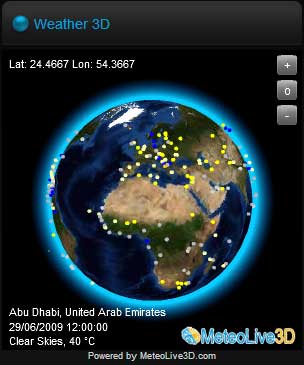 Weather 3D
Lat: 24.4667 Lon: 54.3667
+
o
-
Abu Dhabi, United Arab Emirates
29/06/2009 12:00:00
Clear Skies, 40 °C
MeteoLive3D
Powered by MeteoLive3D.com